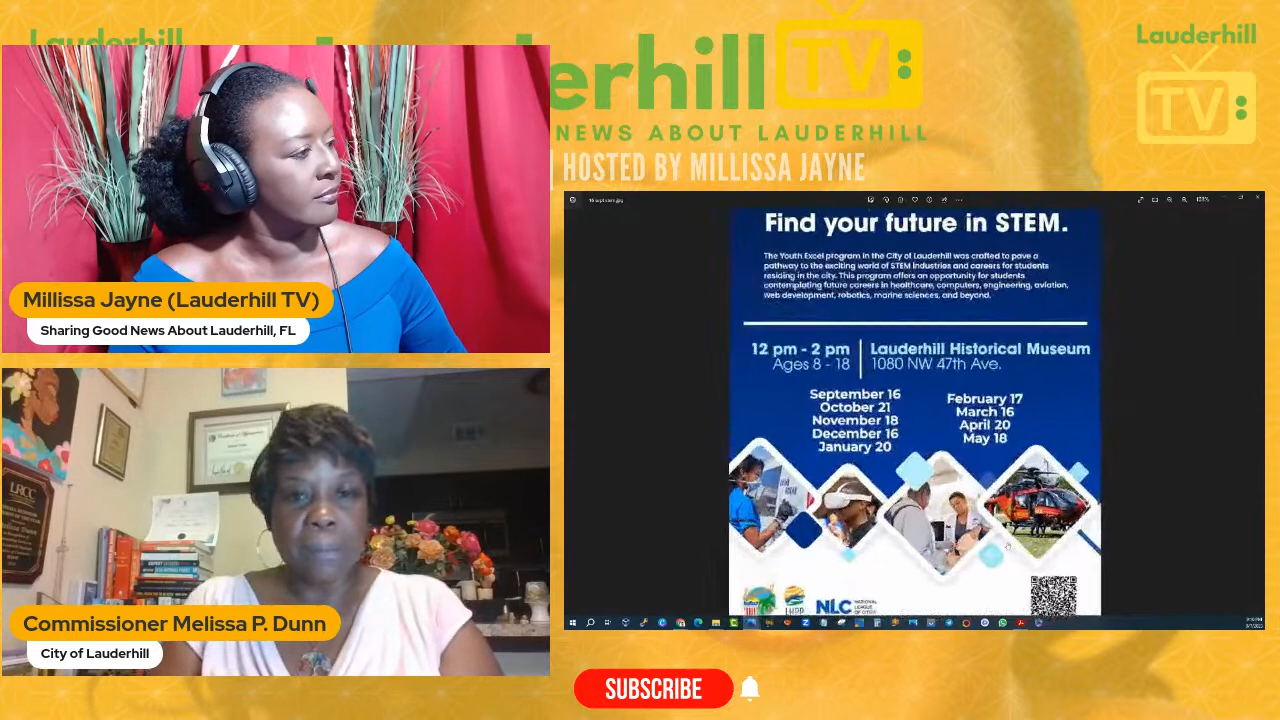 Lauderhill
erhill TV:
NEWS ABOUT LAUDERHILL
| HOSTED BY MILLISSA JAYNE
Lauderhill
TV:
Millissa Jayne (Lauderhill TV)
Sharing Good News About Lauderhill, FL
Find your future in STEM.
The Youth Excel program in the City of Lauderhill was crafted to pave a
pathway to the exciting world of STEM industries and careers for students
residing in the city. This program offers an opportunity for students
contemplating future careers in healthcare, computers, engineering, aviation,
web development, robotics, marine sciences, and beyond.
12 pm - 2 pm
Ages 8 - 18
Lauderhill Historical Museum
1080 NW 47th Ave.
September 16
October 21
November 18
December 16
January 20
February 17
March 16
April 20
May 18
NLC NATIONAL
LEAGUE
OF CITIES
LRCC
Commissioner Melissa P. Dunn
City of Lauderhill
SUBSCRIBE